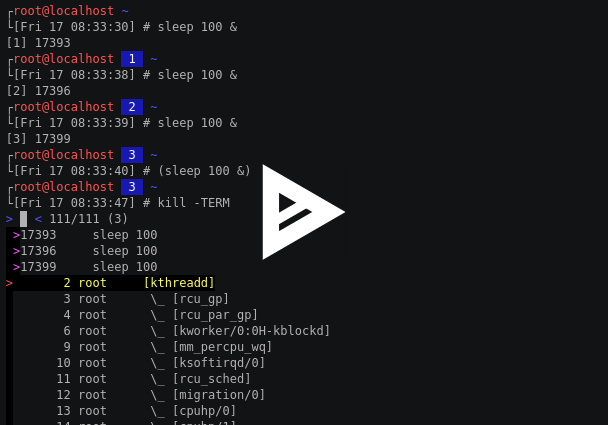 ┌root@localhost ~
└[Fri 17 08:33:30] # sleep 100 &
[1] 17393
┌root@localhost 1 ~
└[Fri 17 08:33:38] # sleep 100 &
[2] 17396
┌root@localhost 2 ~
└[Fri 17 08:33:39] # sleep 100 &
[3] 17399
┌root@localhost 3 ~
└[Fri 17 08:33:40] # (sleep 100 &)
┌root@localhost 3 ~
└[Fri 17 08:33:47] # kill -TERM
> < 111/111 (3)
>17393 sleep 100
>17396 sleep 100
>17399 sleep 100
> 2 root [kthreadd]
3 root \_ [rcu_gp]
4 root \_ [rcu_par_gp]
6 root \_ [kworker/0:0H-kblockd]
9 root \_ [mm_percpu_wq]
10 root \_ [ksoftirqd/0]
11 root \_ [rcu_sched]
12 root \_ [migration/0]
13 root \_ [cpuhp/0]
14 root \_ [cpuhp/1]